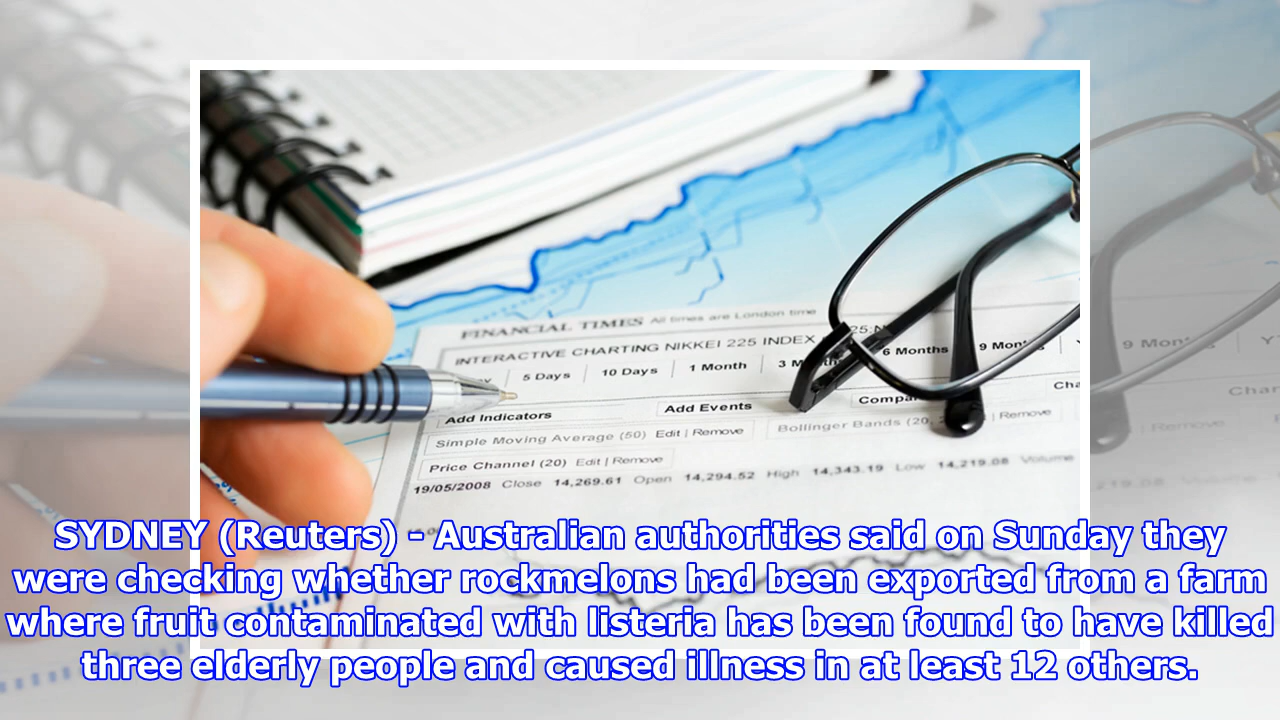 FINANCIAL TIMES All times are London time
INTERACTIVE CHARTING NIKKEI 225 INDEX
5 Days 10 Days 1 Month 6 Months 9 Months
Add Indicators Add Events
Simple Moving Average (50) Edit | Remove Bollinger Bands (20, Remove
Price Channel (20) Edit | Remove
19/05/2008 Close 14,269.61 Open 14,294.52 High 14,343.19 Low 14,219.08 Volume
SYDNEY (Reuters) - Australian authorities said on Sunday they
were checking whether rockmelons had been exported from a farm
where fruit contaminated with listeria has been found to have killed
three elderly people and caused illness in at least 12 others.